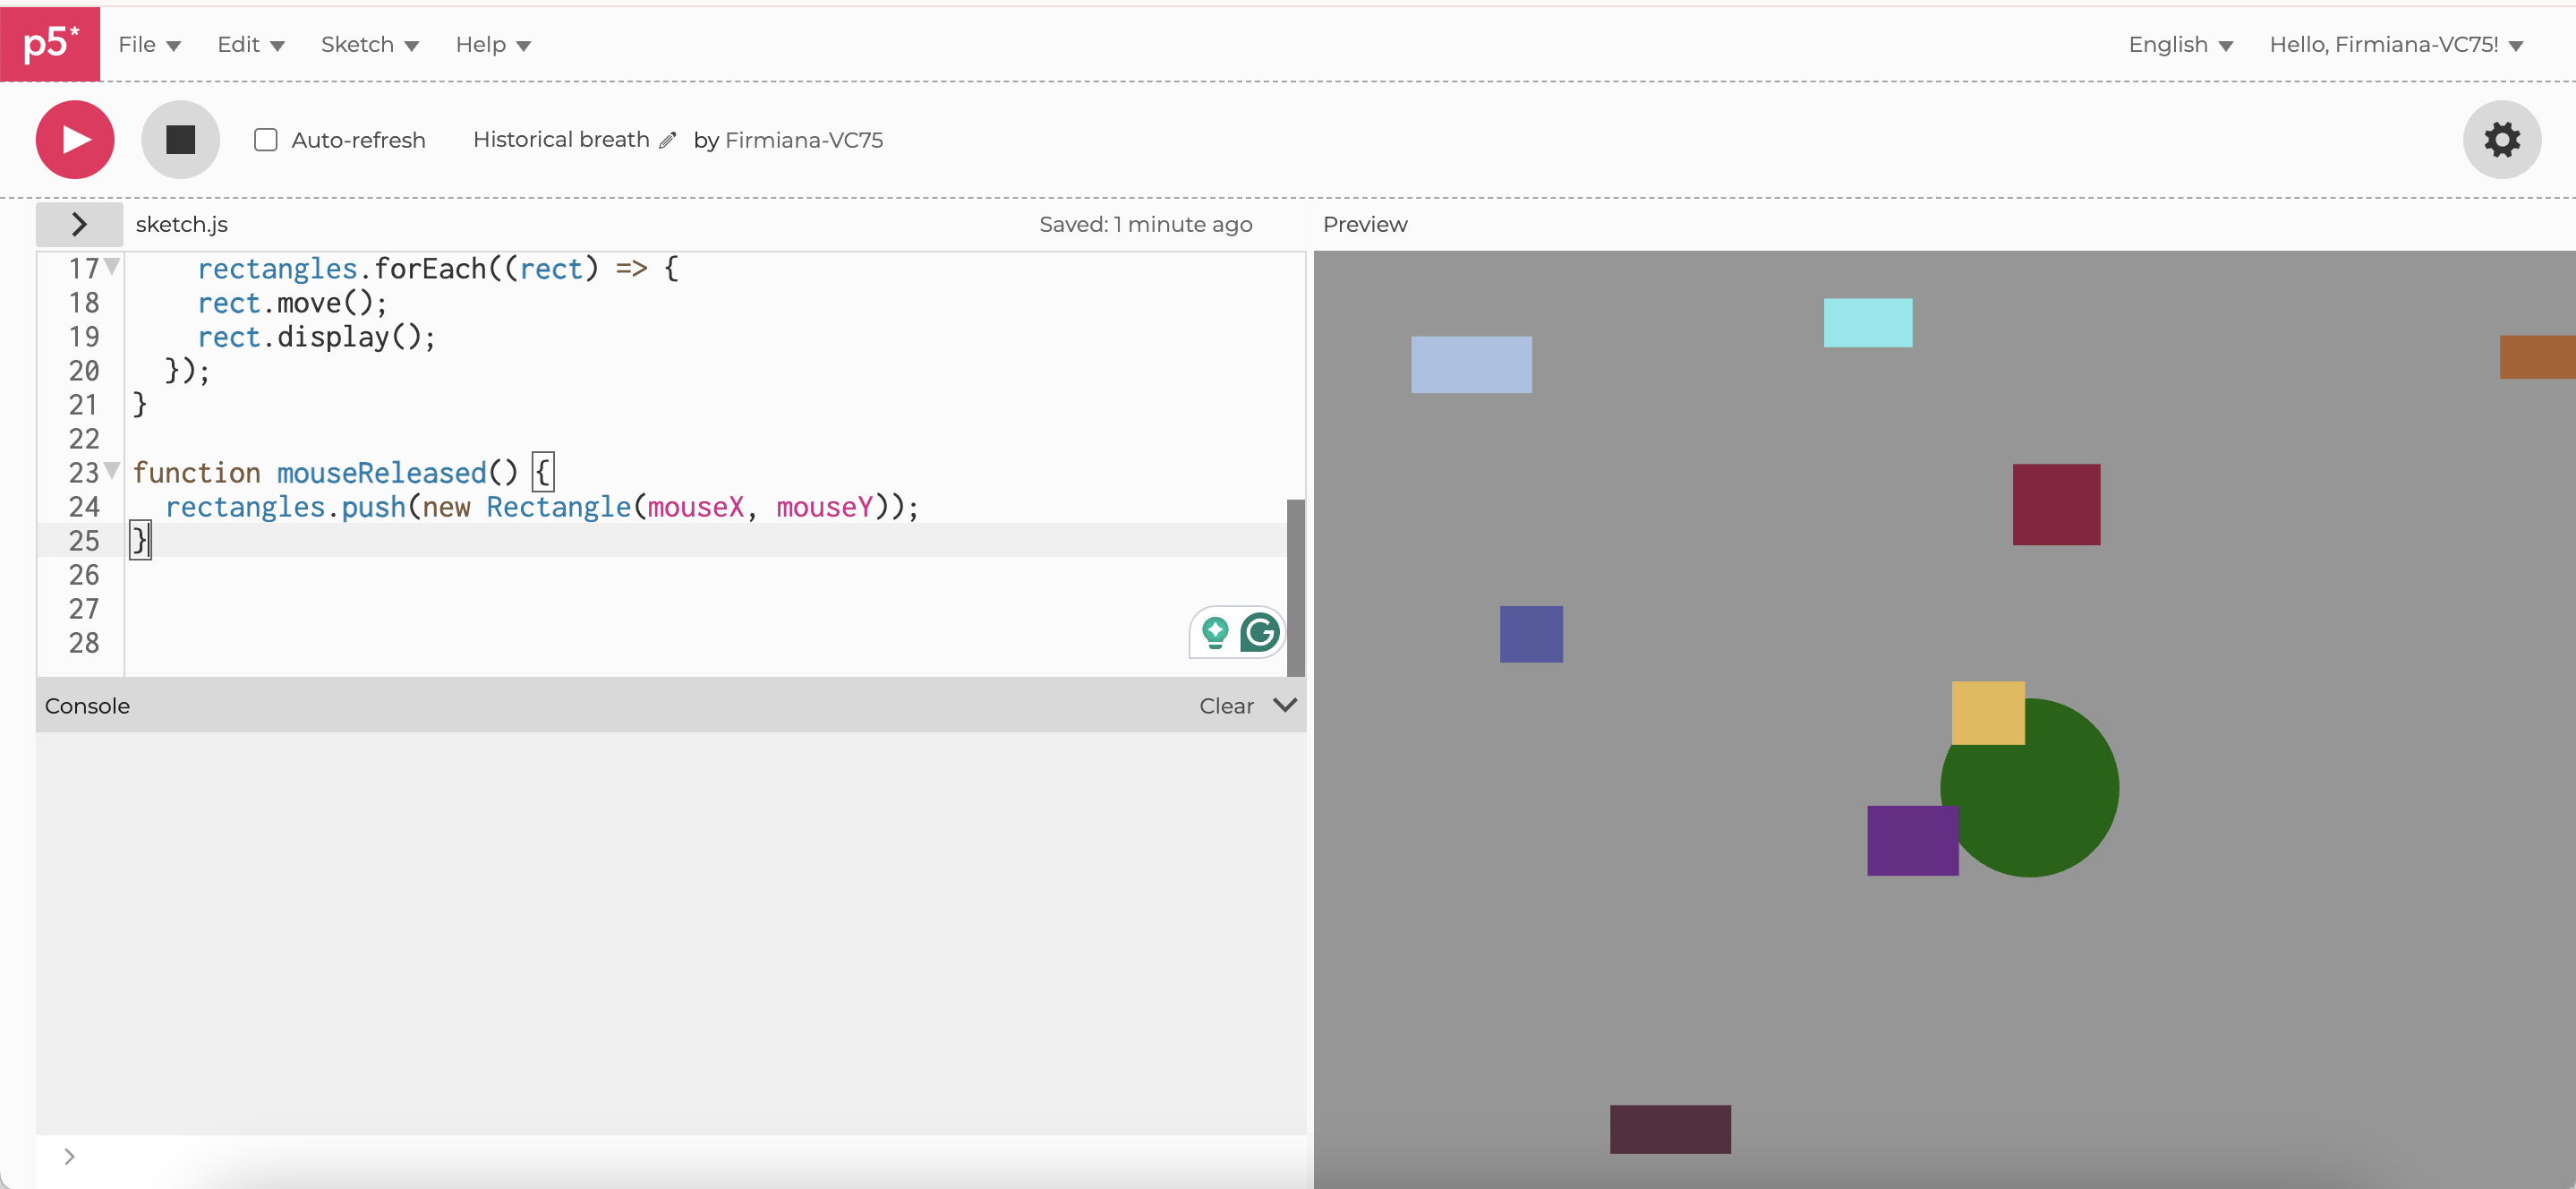 p5* File Edit Sketch Help English Hello, Firmiana-VC75!
Auto-refresh Historical breath by Firmiana-VC75
sketch.js Saved: 1 minute ago Preview
17 rectangles.forEach((rect) => {
18 rect.move();
19 rect.display();
20 });
21 }
22
23 function mouseReleased() {
24 rectangles.push(new Rectangle(mouseX, mouseY));
25 }
26
27
28
Console Clear
>